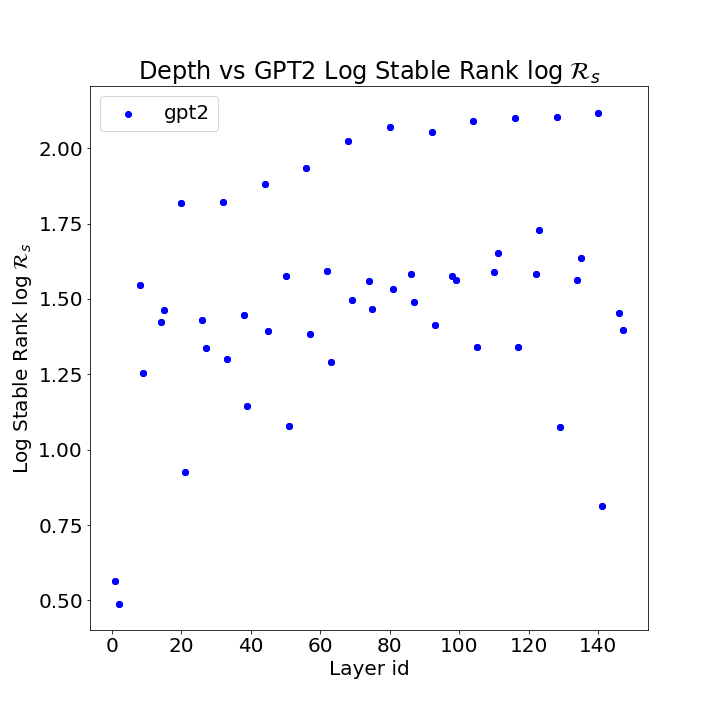 Depth vs GPT2 Log Stable Rank log ℛₛ
gpt2
Log Stable Rank log ℛₛ
2.00
1.75
1.50
1.25
1.00
0.75
0.50
0 20 40 60 80 100 120 140
Layer id